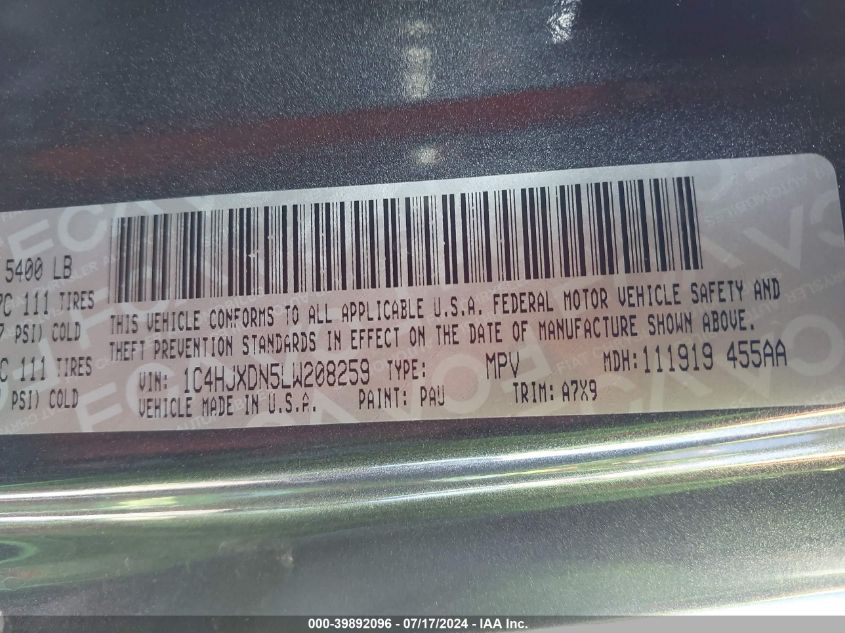 5400 LB
111 TIRES
PSI) COLD
111 TIRES
PSI) COLD
THIS VEHICLE CONFORMS TO ALL APPLICABLE U.S.A. FEDERAL MOTOR VEHICLE SAFETY AND
THEFT PREVENTION STANDARDS IN EFFECT ON THE DATE OF MANUFACTURE SHOWN ABOVE.
VIN: 1C4HJXDN5LW208259 TYPE: MPV MDH:111919 455AA
VEHICLE MADE IN U.S.A. PAINT: PAU TRIM: A7X9
000-39892096 - 07/17/2024 - IAA Inc.